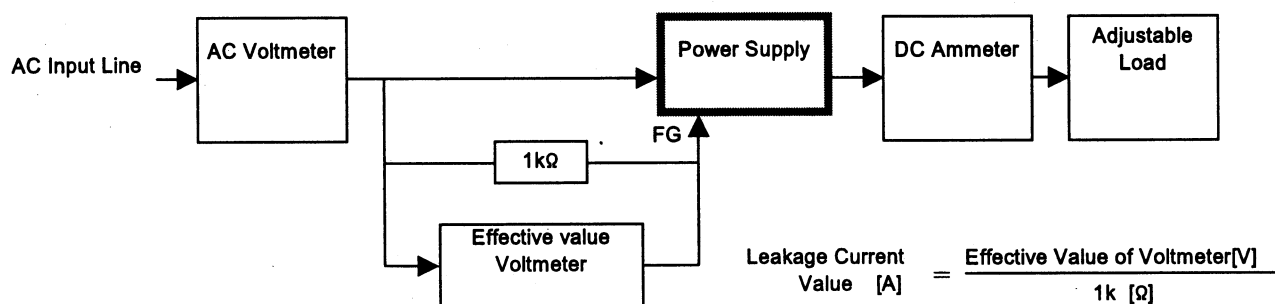 AC Input Line
AC Voltmeter
Power Supply
DC Ammeter
Adjustable
Load
FG
1kΩ
Effective value
Voltmeter
Leakage Current
Value [A]
=
Effective Value of Voltmeter[V]
1k [Ω]